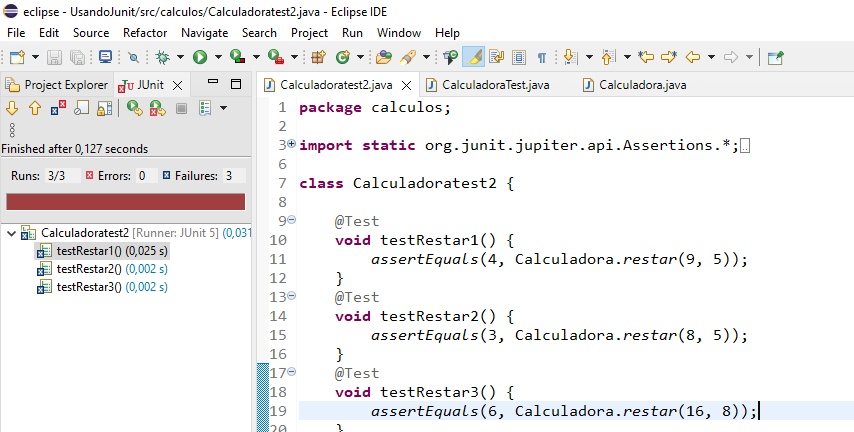 eclipse - UsandoJunit/src/calculos/Calculadoratest2.java - Eclipse IDE
File Edit Source Refactor Navigate Search Project Run Window Help
Project Explorer JUnit
Finished after 0,127 seconds
Runs: 3/3 Errors: 0 Failures: 3
Calculadoratest2 [Runner: JUnit 5] (0,031
testRestar1() (0,025 s)
testRestar2() (0,002 s)
testRestar3() (0,002 s)
Calculadoratest2.java CalculadoraTest.java Calculadora.java
1 package calculos;
2
3 import static org.junit.jupiter.api.Assertions.*;
6
7 class Calculadoratest2 {
8
9 @Test
10 void testRestar1() {
11 assertEquals(4, Calculadora.restar(9, 5));
12 }
13 @Test
14 void testRestar2() {
15 assertEquals(3, Calculadora.restar(8, 5));
16 }
17 @Test
18 void testRestar3() {
19 assertEquals(6, Calculadora.restar(16, 8));
20 }